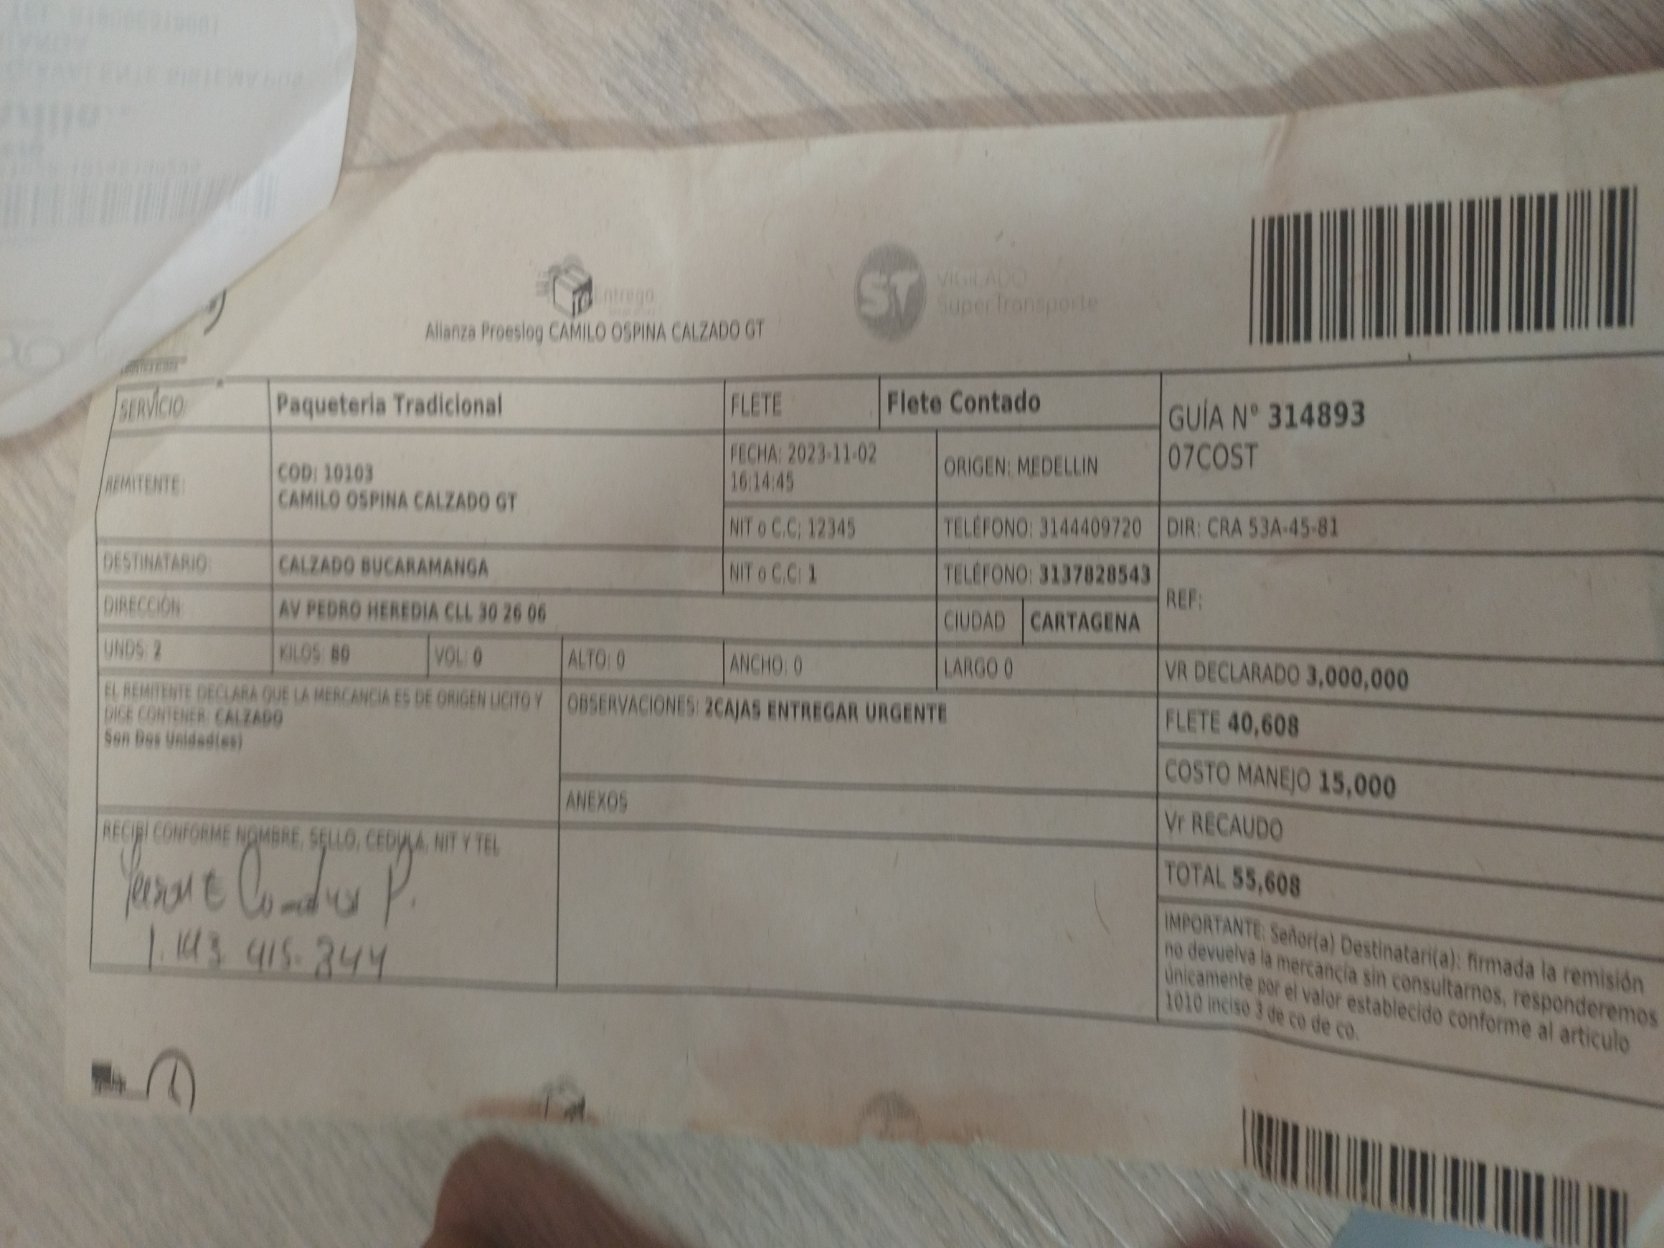 ntrego
Alianza Proeslog CAMILO OSPINA CALZADO GT
ST VIGILADO
SuperTransporte
SERVICIO: Paqueteria Tradicional FLETE Flete Contado
GUÍA N° 314893
07COST
REMITENTE: COD: 10103
CAMILO OSPINA CALZADO GT
FECHA: 2023-11-02
16:14:45
ORIGEN: MEDELLIN
NIT o C.C: 12345 TELÉFONO: 3144409720 DIR: CRA 53A-45-81
DESTINATARIO: CALZADO BUCARAMANGA NIT o C.C: 1 TELÉFONO: 3137828543
REF:
DIRECCIÓN: AV PEDRO HEREDIA CLL 30 26 06 CIUDAD CARTAGENA
UNDS: 2 KILOS: 80 VOL: 0 ALTO: 0 ANCHO: 0 LARGO 0 VR DECLARADO 3,000,000
EL REMITENTE DECLARA QUE LA MERCANCIA ES DE ORIGEN LICITO Y
DICE CONTENER: CALZADO
Son Dos Unidad(es)
OBSERVACIONES: 2CAJAS ENTREGAR URGENTE
FLETE 40,608
COSTO MANEJO 15,000
ANEXOS
Vr RECAUDO
TOTAL 55,608
RECIBÍ CONFORME NOMBRE, SELLO, CEDULA, NIT Y TEL
IMPORTANTE: Señor(a) Destinatari(a): firmada la remisión
no devuelva la mercancía sin consultarnos, responderemos
únicamente por el valor establecido conforme al articulo
1010 inciso 3 de co de co.